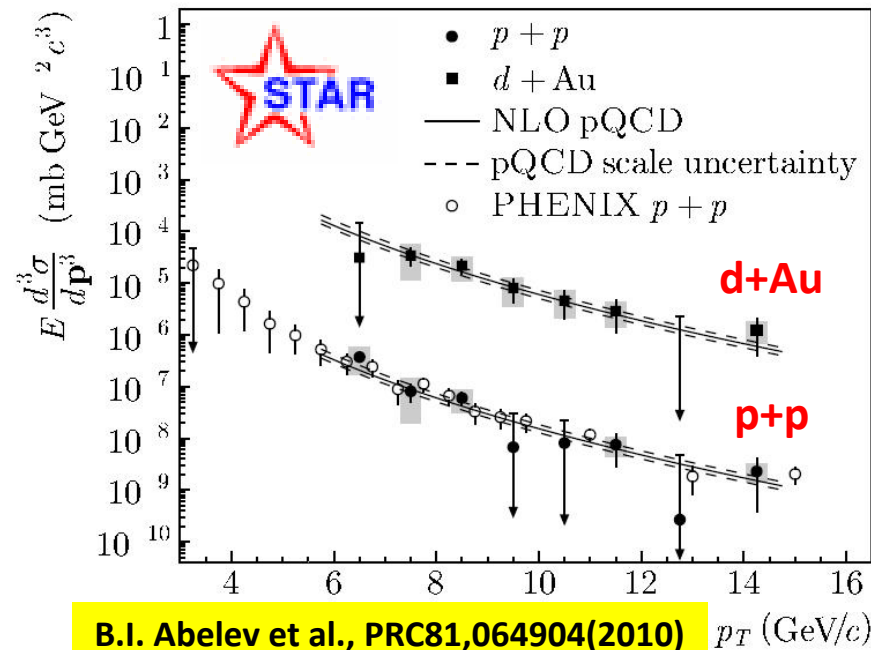 1
10 1
10 2
10 3
10 4
10 5
10 6
10 7
10 8
10 9
10 10
E d³σ/dp³ (mb GeV ²c³)
STAR
p + p
d + Au
NLO pQCD
pQCD scale uncertainty
PHENIX p + p
d+Au
p+p
4 6 8 10 12 14 16
B.I. Abelev et al., PRC81,064904(2010) p_T (GeV/c)